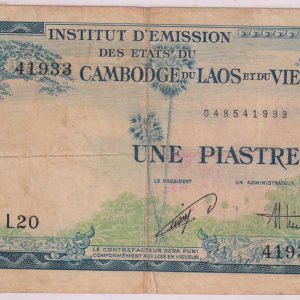 INSTITUT D'EMISSION
DES ETATS DU
41933
CAMBODGE DU LAOS ET DU VIE
048541933
UNE PIASTRE
LE PRESIDENT
UN ADMINISTRATEUR
L20
4193
LE CONTREFACTEUR SERA PUNI
CONFORMÉMENT AUX LOIS EN VIGUEUR